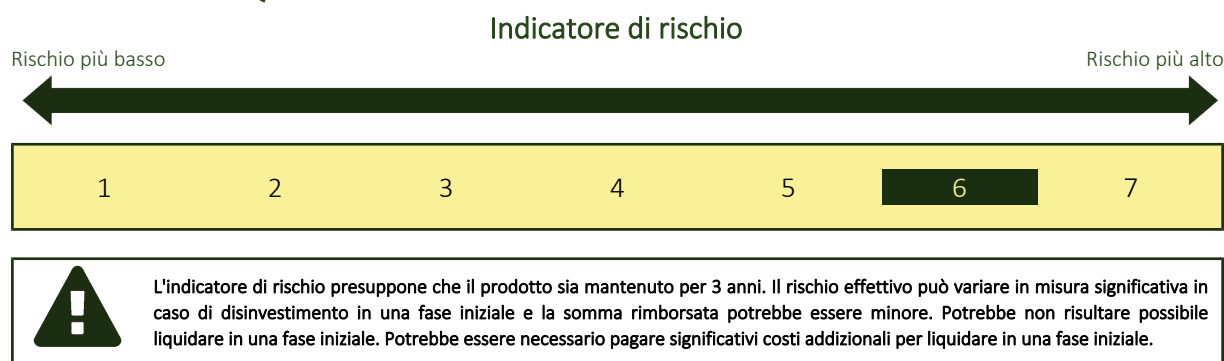 Indicatore di rischio
Rischio più basso
Rischio più alto
1 2 3 4 5 6 7
L'indicatore di rischio presuppone che il prodotto sia mantenuto per 3 anni. Il rischio effettivo può variare in misura significativa in
caso di disinvestimento in una fase iniziale e la somma rimborsata potrebbe essere minore. Potrebbe non risultare possibile
liquidare in una fase iniziale. Potrebbe essere necessario pagare significativi costi addizionali per liquidare in una fase iniziale.